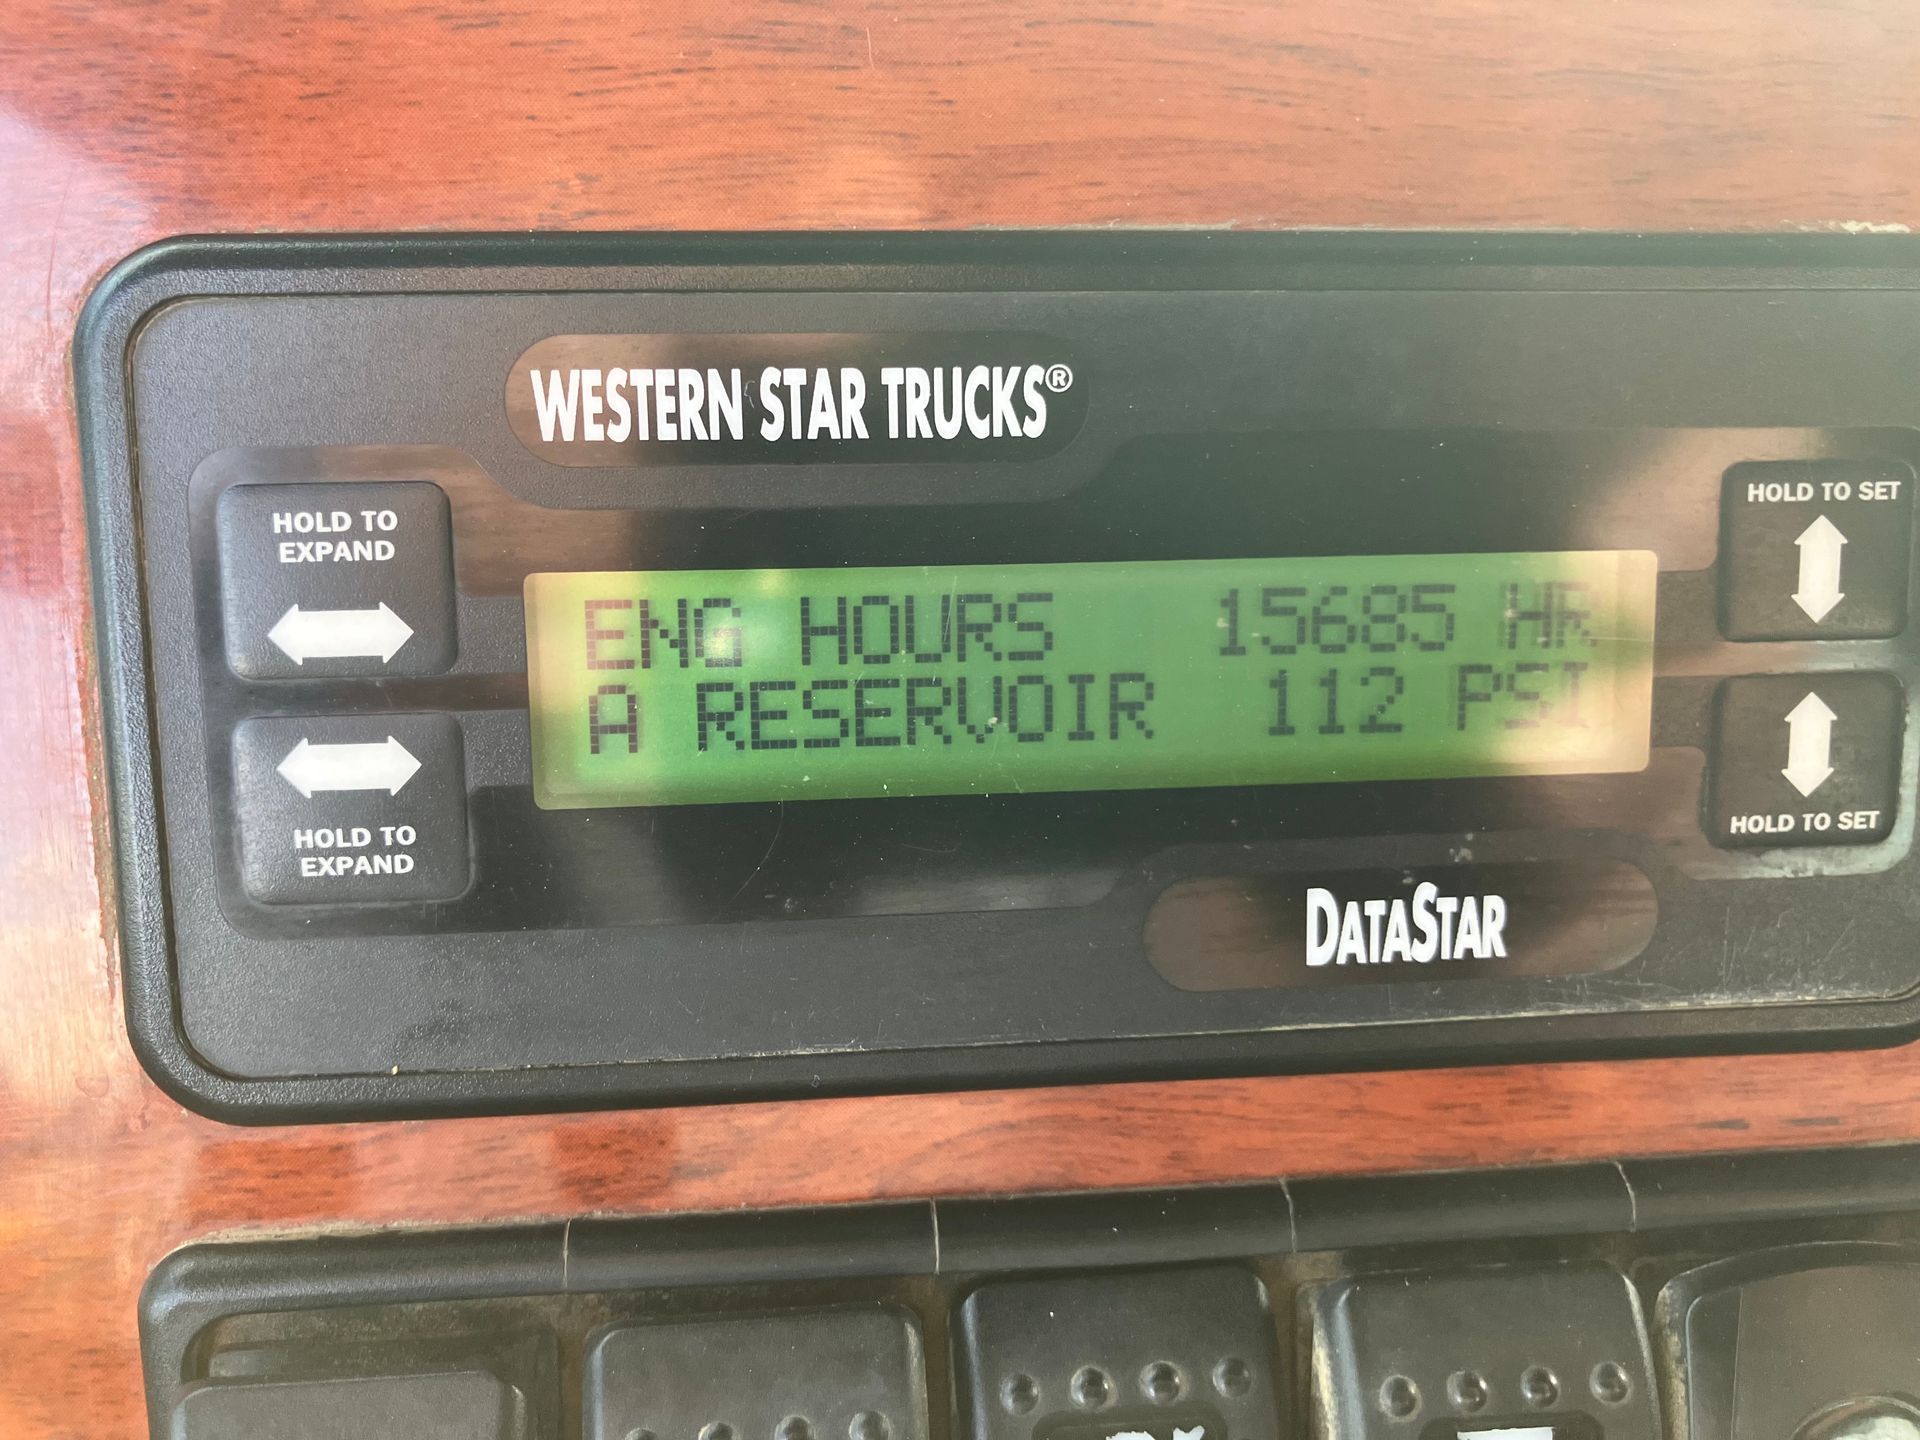 WESTERN STAR TRUCKS®
HOLD TO
EXPAND
HOLD TO SET
ENG HOURS 15685 HR
A RESERVOIR 112 PSI
HOLD TO
EXPAND
HOLD TO SET
DATASTAR